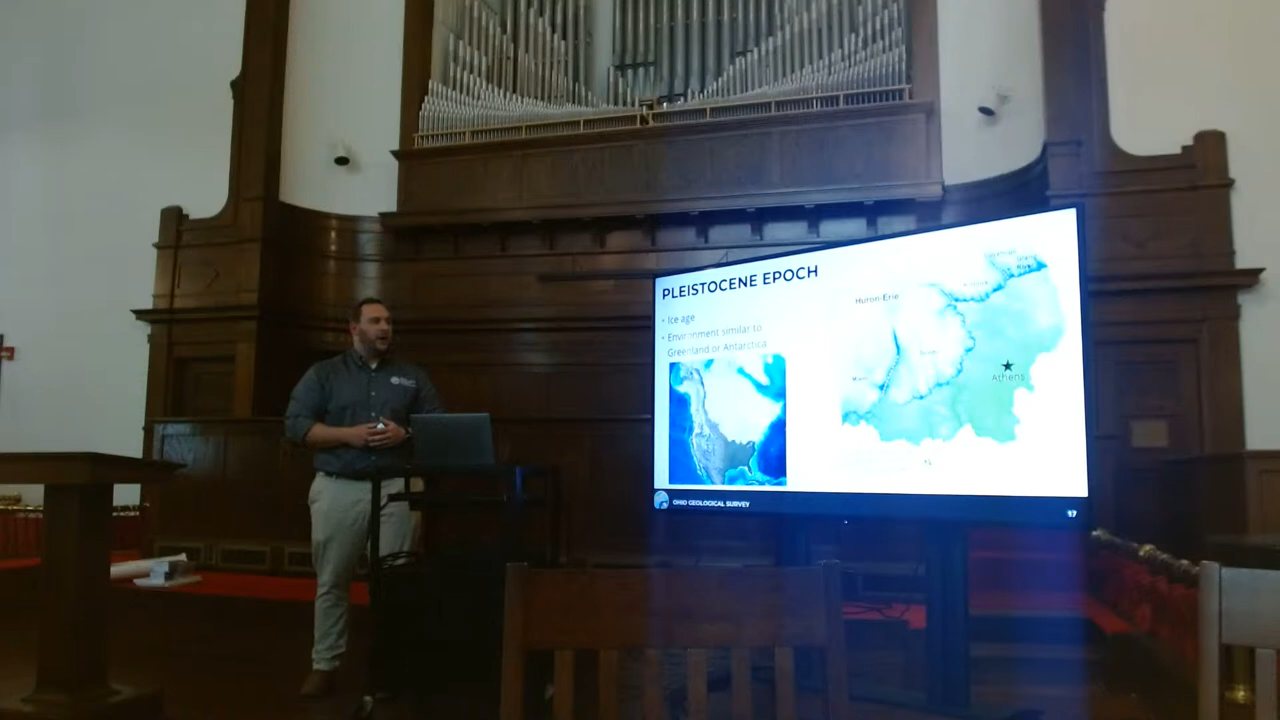 PLEISTOCENE EPOCH
• Ice age
• Environment similar to
Greenland or Antarctica
Huron-Erie
Athens
OHIO GEOLOGICAL SURVEY
17